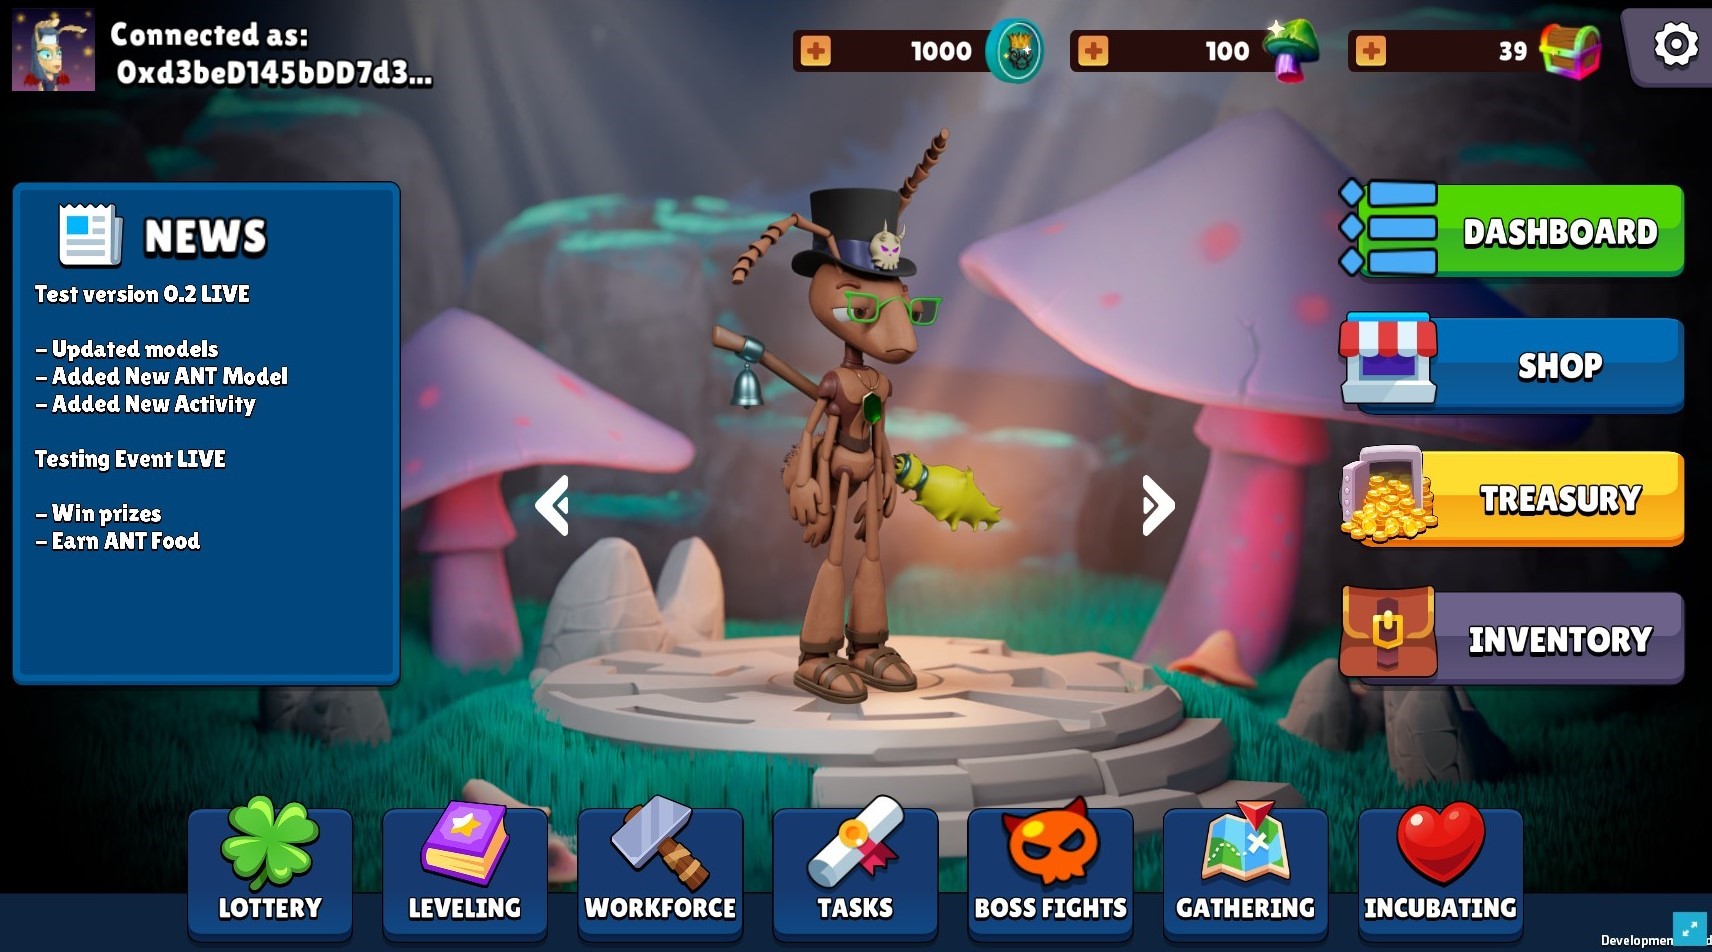 Connected as:
0xd3beD145bDD7d3...
1000
100
39
NEWS
Test version 0.2 LIVE
- Updated models
- Added New ANT Model
- Added New Activity
Testing Event LIVE
- Win prizes
- Earn ANT Food
DASHBOARD
SHOP
TREASURY
INVENTORY
LOTTERY
LEVELING
WORKFORCE
TASKS
BOSS FIGHTS
GATHERING
INCUBATING